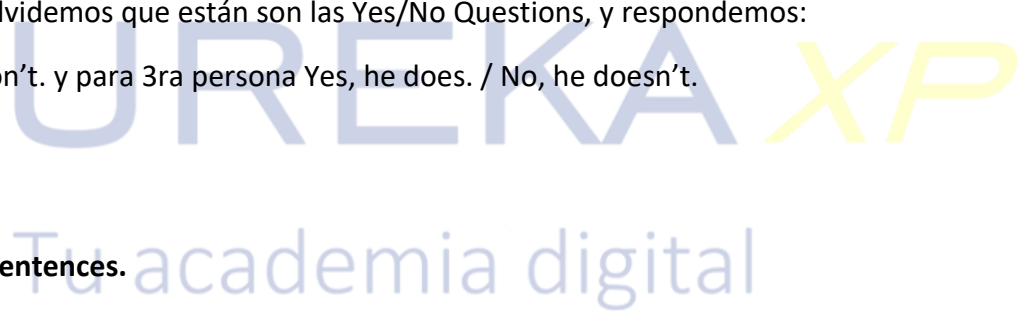 lvidemos que están son las Yes/No Questions, y respondemos:
on't. y para 3ra persona Yes, he does. / No, he doesn't.
UREKA XP
entences.
Tu academia digital